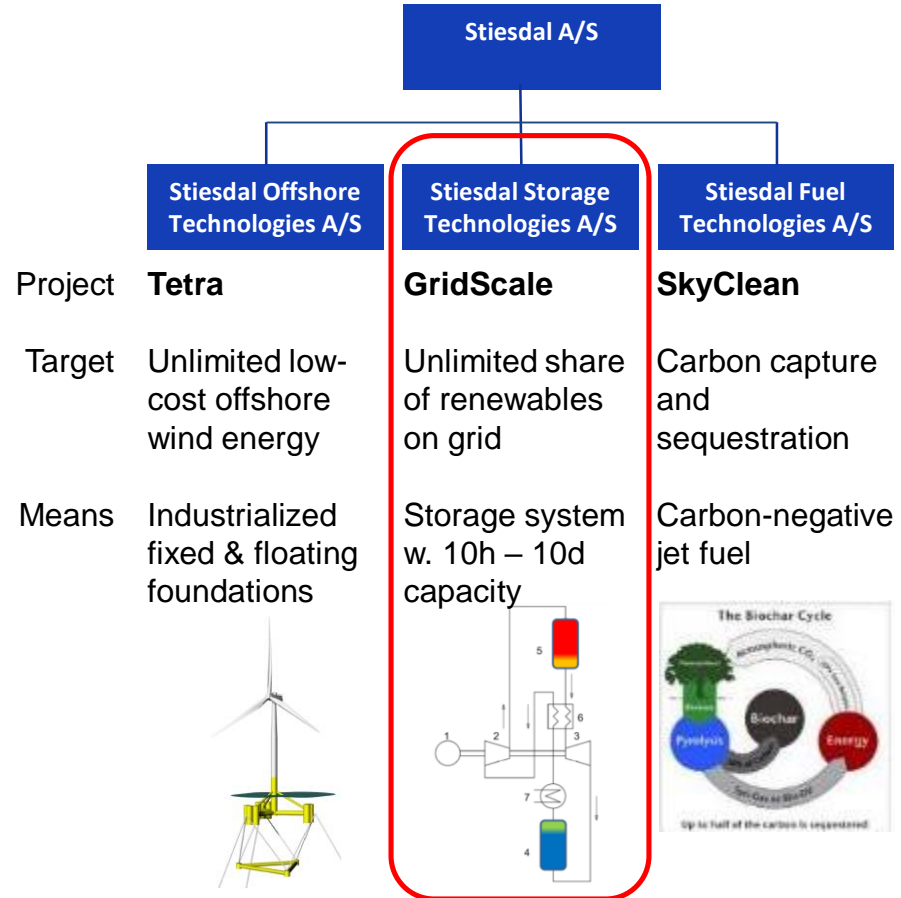 Stiesdal A/S
Stiesdal Offshore
Technologies A/S
Stiesdal Storage
Technologies A/S
Stiesdal Fuel
Technologies A/S
Project
Tetra
GridScale
SkyClean
Target
Unlimited low-
cost offshore
wind energy
Unlimited share
of renewables
on grid
Carbon capture
and
sequestration
Means
Industrialized
fixed & floating
foundations
Storage system
w. 10h – 10d
capacity
Carbon-negative
jet fuel
5
6
1
2
3
7
4
The Biochar Cycle
Atmospheric CO₂
Biochar
Pyrolysis
Energy
Up to half of the carbon is sequestered